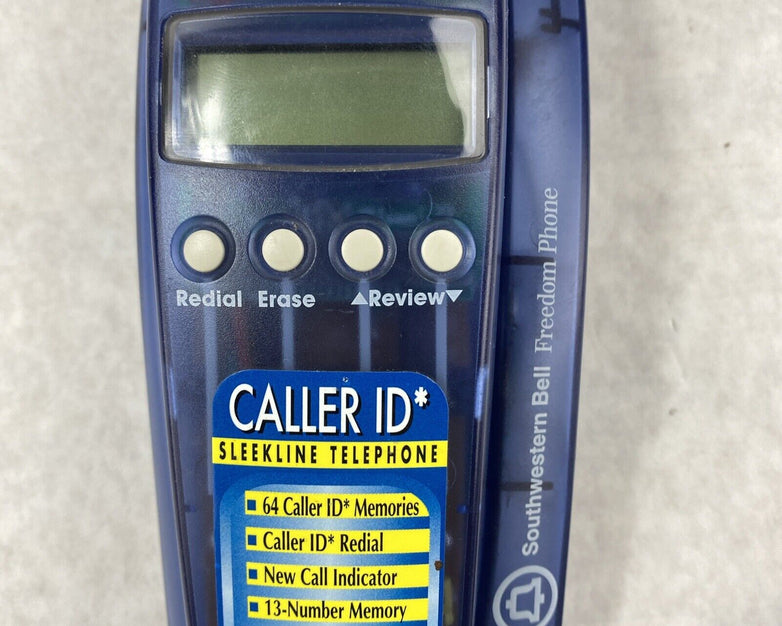 Redial Erase ▲Review▼
CALLER ID*
SLEEKLINE TELEPHONE
64 Caller ID* Memories
Caller ID* Redial
New Call Indicator
13-Number Memory
Southwestern Bell Freedom Phone